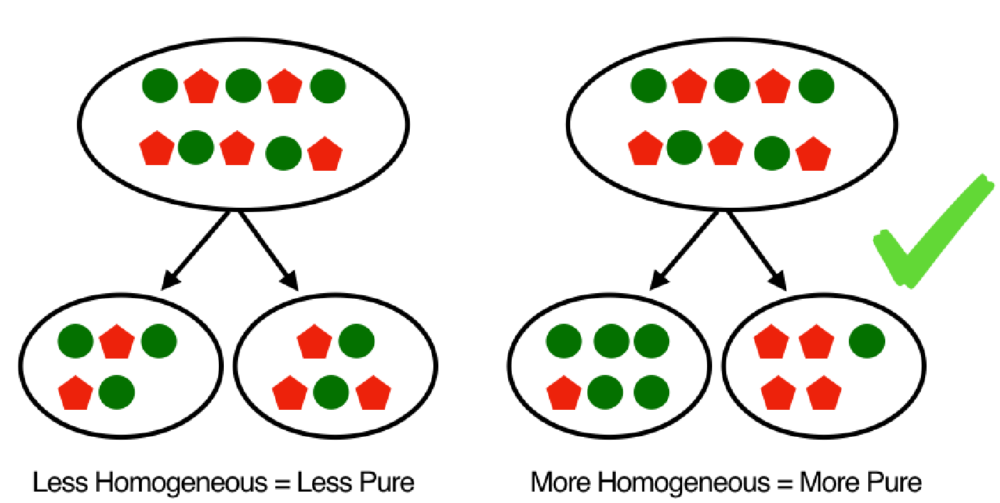 Less Homogeneous = Less Pure
More Homogeneous = More Pure